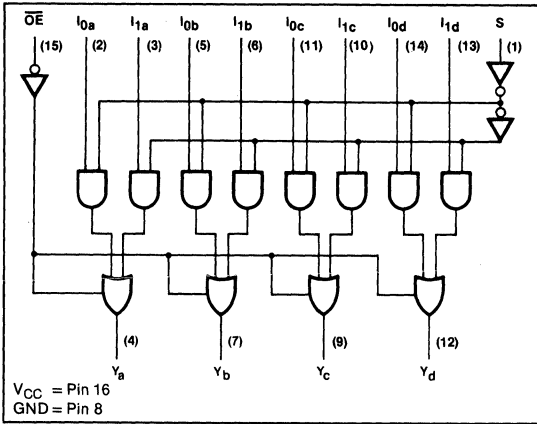 OE I0a I1a I0b I1b I0c I1c I0d I1d S
(15) (2) (3) (5) (6) (11) (10) (14) (13) (1)
(4) (7) (9) (12)
Ya Yb Yc Yd
VCC = Pin 16
GND = Pin 8